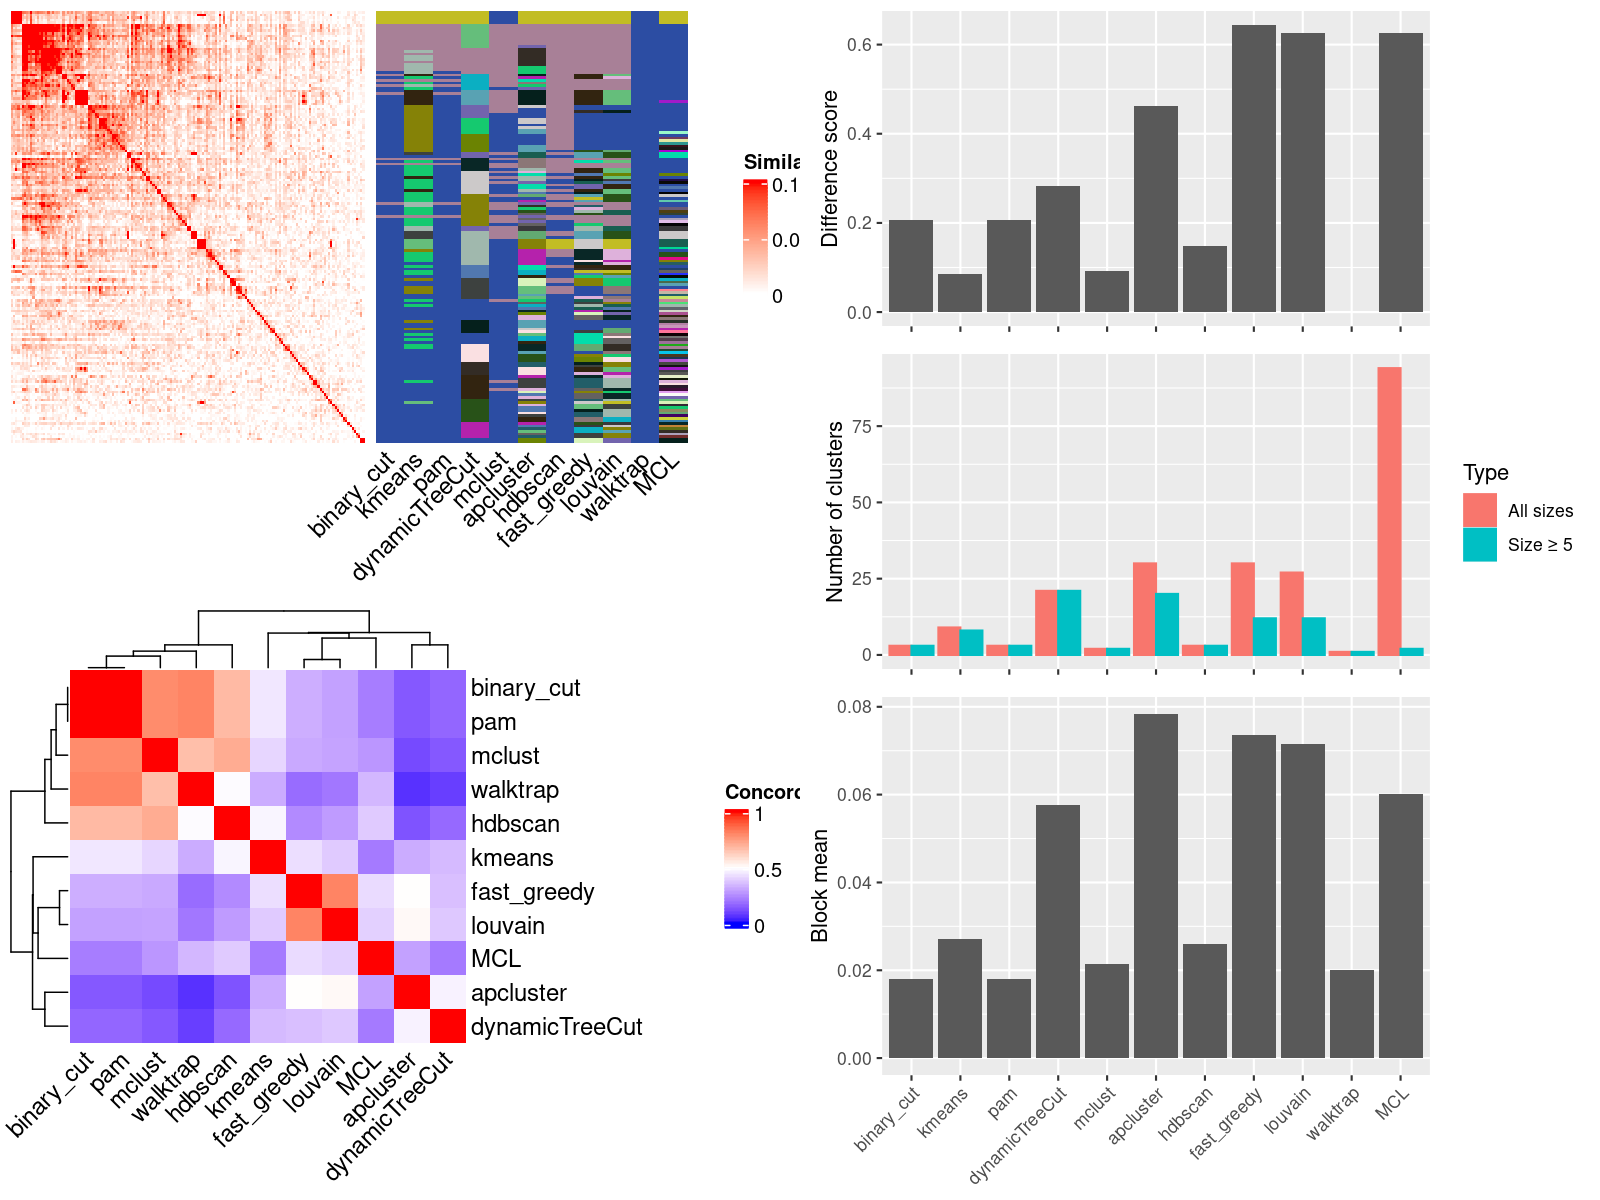 Simila
0.1
0.0
0
binary_cut
kmeans
pam
dynamicTreeCut
mclust
apcluster
hdbscan
fast_greedy
louvain
walktrap
MCL
Difference score
0.6
0.4
0.2
0.0
Number of clusters
75
50
25
0
Type
All sizes
Size ≥ 5
binary_cut
pam
mclust
walktrap
hdbscan
kmeans
fast_greedy
louvain
MCL
apcluster
dynamicTreeCut
binary_cut
pam
mclust
walktrap
hdbscan
kmeans
fast_greedy
louvain
MCL
apcluster
dynamicTreeCut
Concord
1
0.5
0
Block mean
0.08
0.06
0.04
0.02
0.00
binary_cut
kmeans
pam
dynamicTreeCut
mclust
apcluster
hdbscan
fast_greedy
louvain
walktrap
MCL